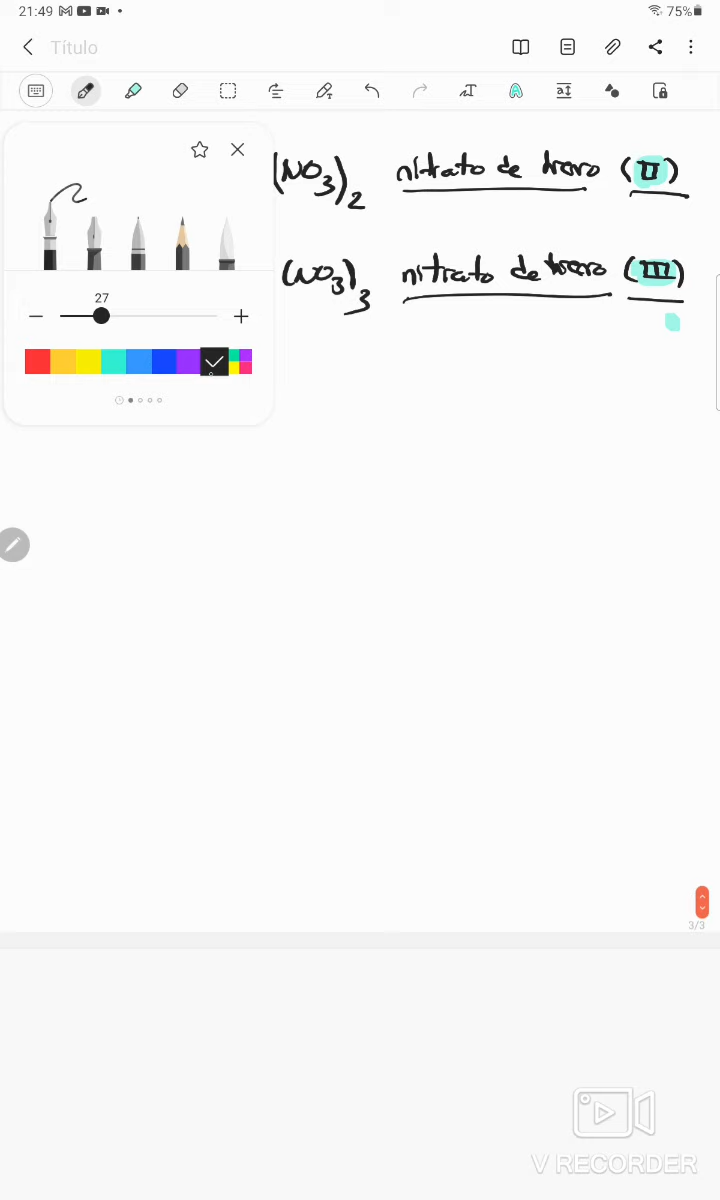 21:49 75%
Título
(NO3)2 nitrato de hierro (II)
(NO3)3 nitrato de hierro (III)
27
3/3
V RECORDER